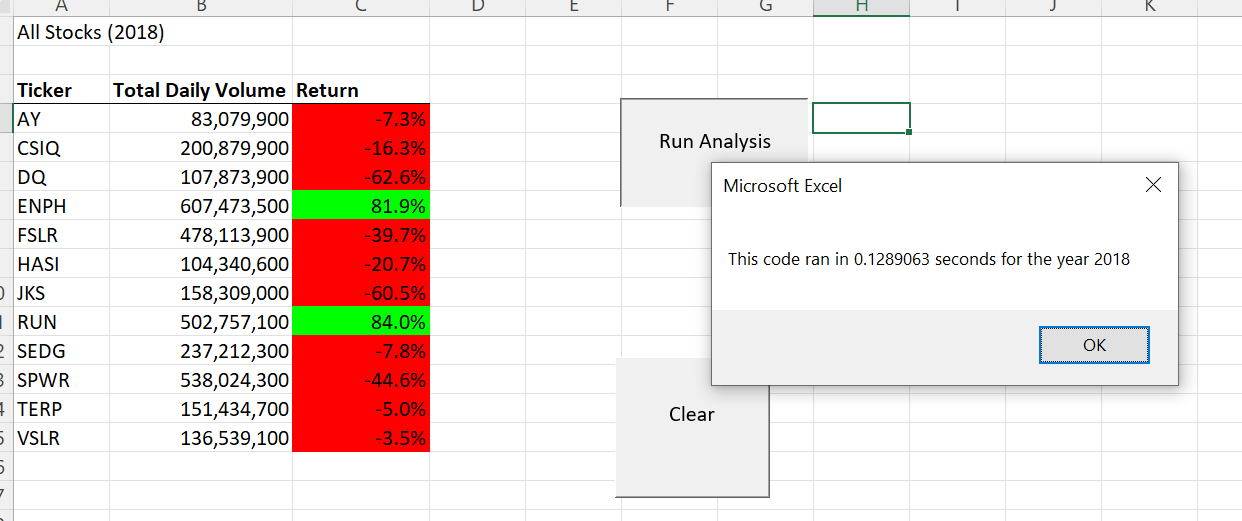 A B C D E F G H I J K
All Stocks (2018)
Ticker Total Daily Volume Return
AY 83,079,900 -7.3%
CSIQ 200,879,900 -16.3%
DQ 107,873,900 -62.6%
ENPH 607,473,500 81.9%
FSLR 478,113,900 -39.7%
HASI 104,340,600 -20.7%
JKS 158,309,000 -60.5%
RUN 502,757,100 84.0%
SEDG 237,212,300 -7.8%
SPWR 538,024,300 -44.6%
TERP 151,434,700 -5.0%
VSLR 136,539,100 -3.5%
Run Analysis
Microsoft Excel
This code ran in 0.1289063 seconds for the year 2018
OK
Clear